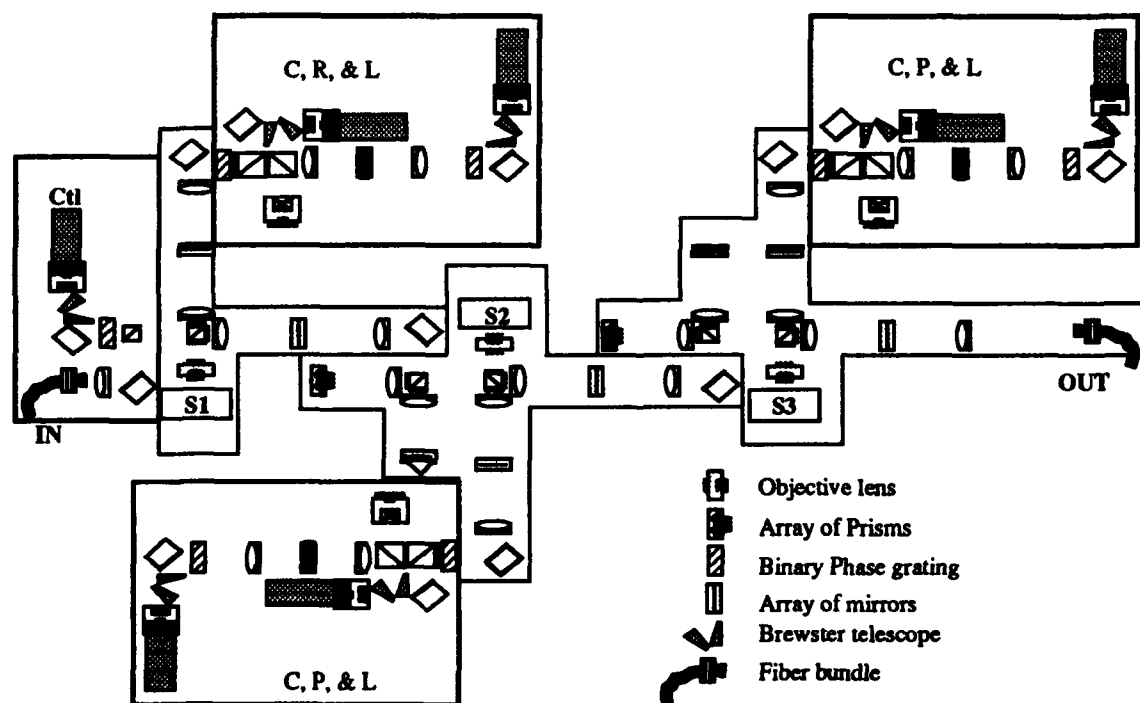 C, R, & L
C, P, & L
Ctl
S2
IN
S1
S3
OUT
Objective lens
Array of Prisms
Binary Phase grating
Array of mirrors
Brewster telescope
Fiber bundle
C, P, & L